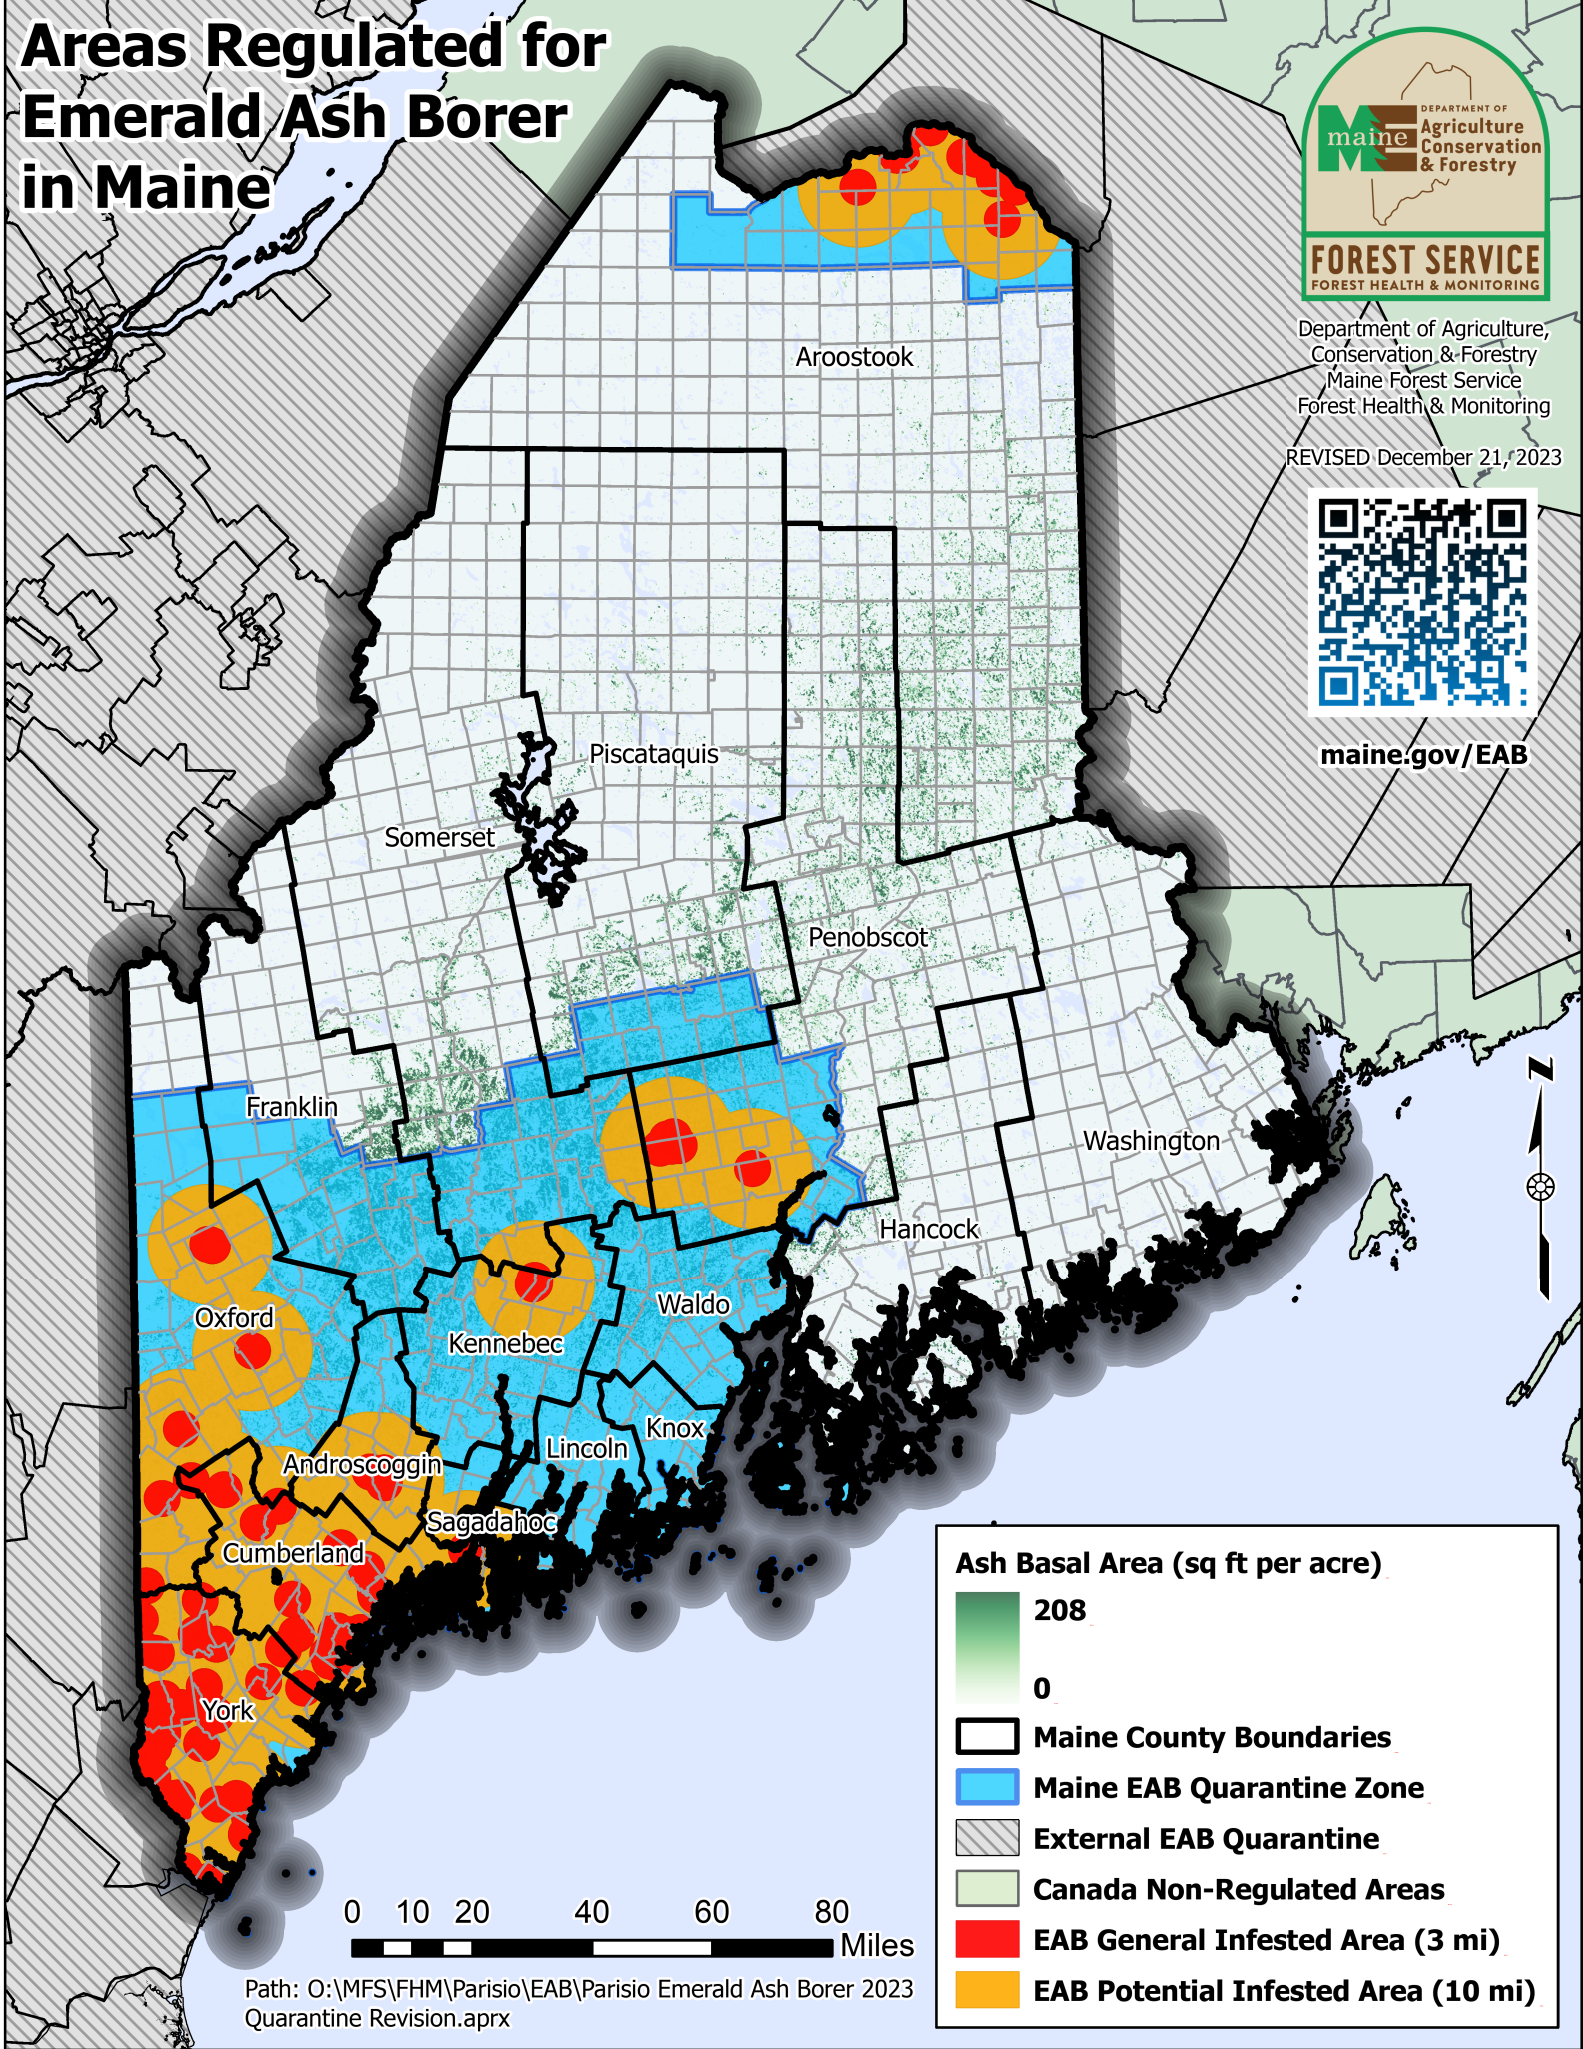 Areas Regulated for
Emerald Ash Borer
in Maine
maine
DEPARTMENT OF
Agriculture
Conservation
& Forestry
FOREST SERVICE
FOREST HEALTH & MONITORING
Department of Agriculture,
Conservation & Forestry
Maine Forest Service
Forest Health & Monitoring
REVISED December 21, 2023
maine.gov/EAB
Aroostook
Piscataquis
Somerset
Penobscot
Franklin
Washington
Hancock
Oxford
Waldo
Kennebec
Knox
Lincoln
Androscoggin
Sagadahoc
Cumberland
York
N
Ash Basal Area (sq ft per acre)
208
0
Maine County Boundaries
Maine EAB Quarantine Zone
External EAB Quarantine
Canada Non-Regulated Areas
EAB General Infested Area (3 mi)
EAB Potential Infested Area (10 mi)
0 10 20 40 60 80
Miles
Path: O:\MFS\FHM\Parisio\EAB\Parisio Emerald Ash Borer 2023
Quarantine Revision.aprx